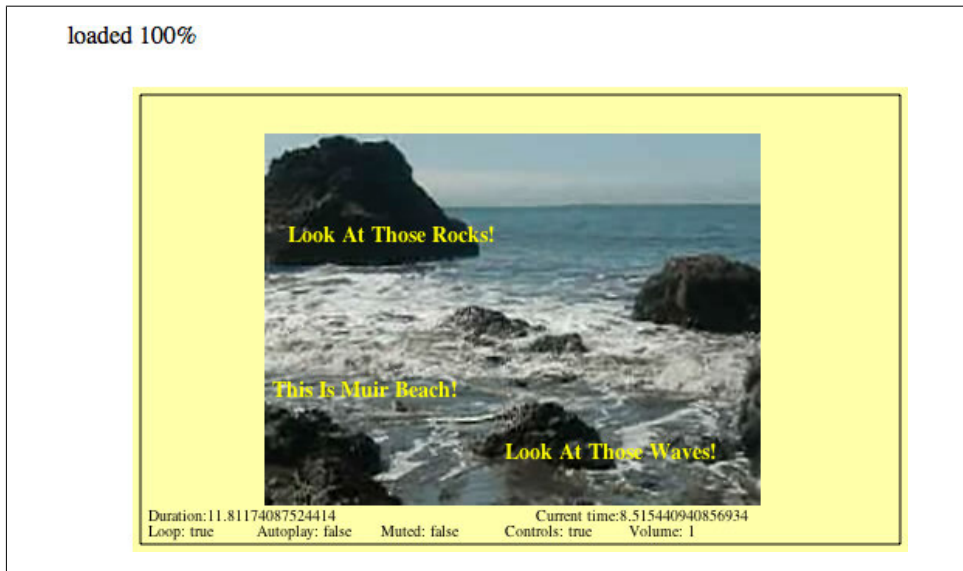 loaded 100%
Look At Those Rocks!
This Is Muir Beach!
Look At Those Waves!
Duration:11.81174087524414 Current time:8.515440940856934
Loop: true Autoplay: false Muted: false Controls: true Volume: 1